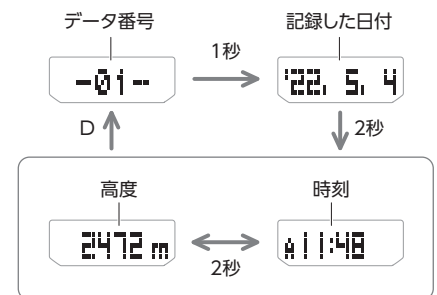 データ番号
記録した日付
-01--
1秒
'22. 5. 4
D
2秒
高度
時刻
2472 m
2秒
A11:48